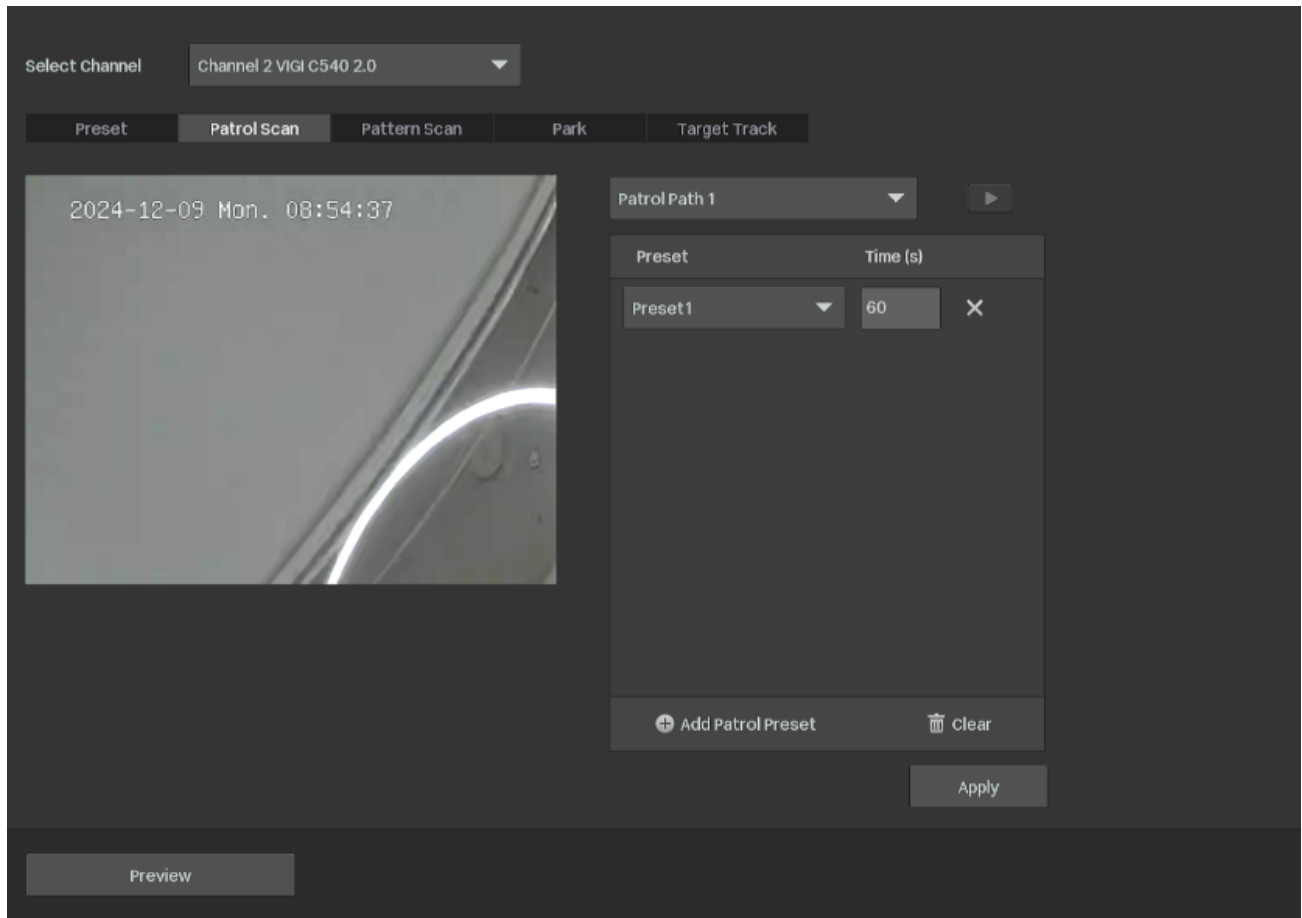 Select Channel
Channel 2 VIGI C540 2.0
Preset
Patrol Scan
Pattern Scan
Park
Target Track
2024-12-09 Mon. 08:54:37
Patrol Path 1
Preset
Time (s)
Preset1
60
Add Patrol Preset
Clear
Apply
Preview